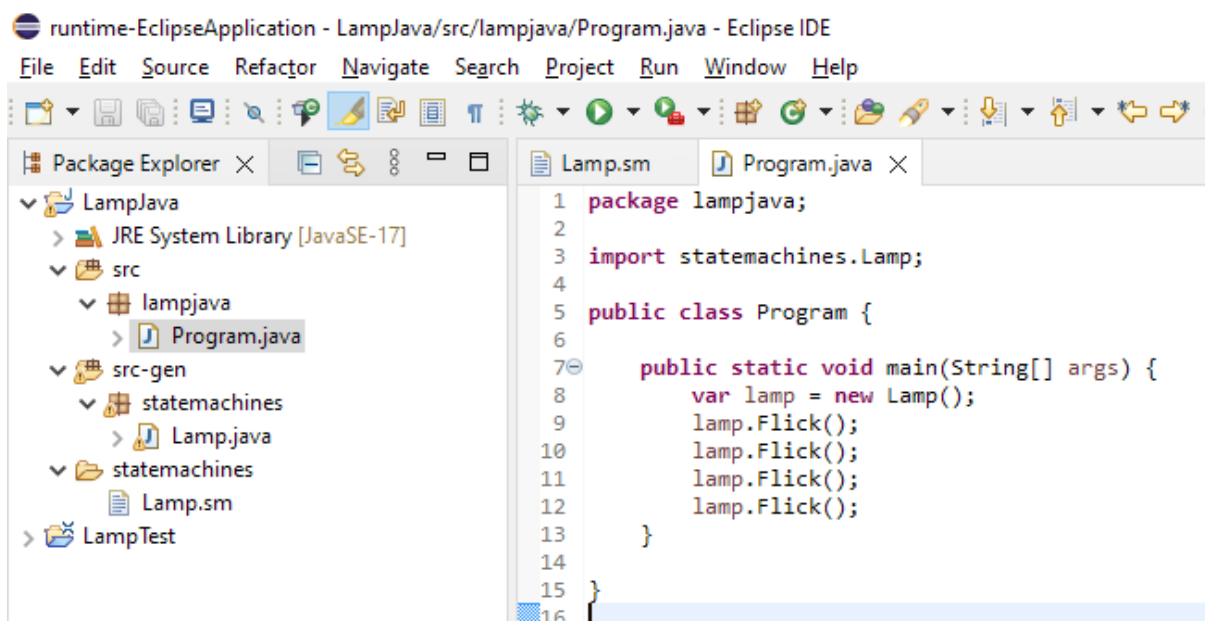 runtime-EclipseApplication - LampJava/src/lampjava/Program.java - Eclipse IDE
File Edit Source Refactor Navigate Search Project Run Window Help
Package Explorer
LampJava
JRE System Library [JavaSE-17]
src
lampjava
Program.java
src-gen
statemachines
Lamp.java
statemachines
Lamp.sm
LampTest
Lamp.sm Program.java
1 package lampjava;
2
3 import statemachines.Lamp;
4
5 public class Program {
6
7 public static void main(String[] args) {
8 var lamp = new Lamp();
9 lamp.Flick();
10 lamp.Flick();
11 lamp.Flick();
12 lamp.Flick();
13 }
14
15 }
16